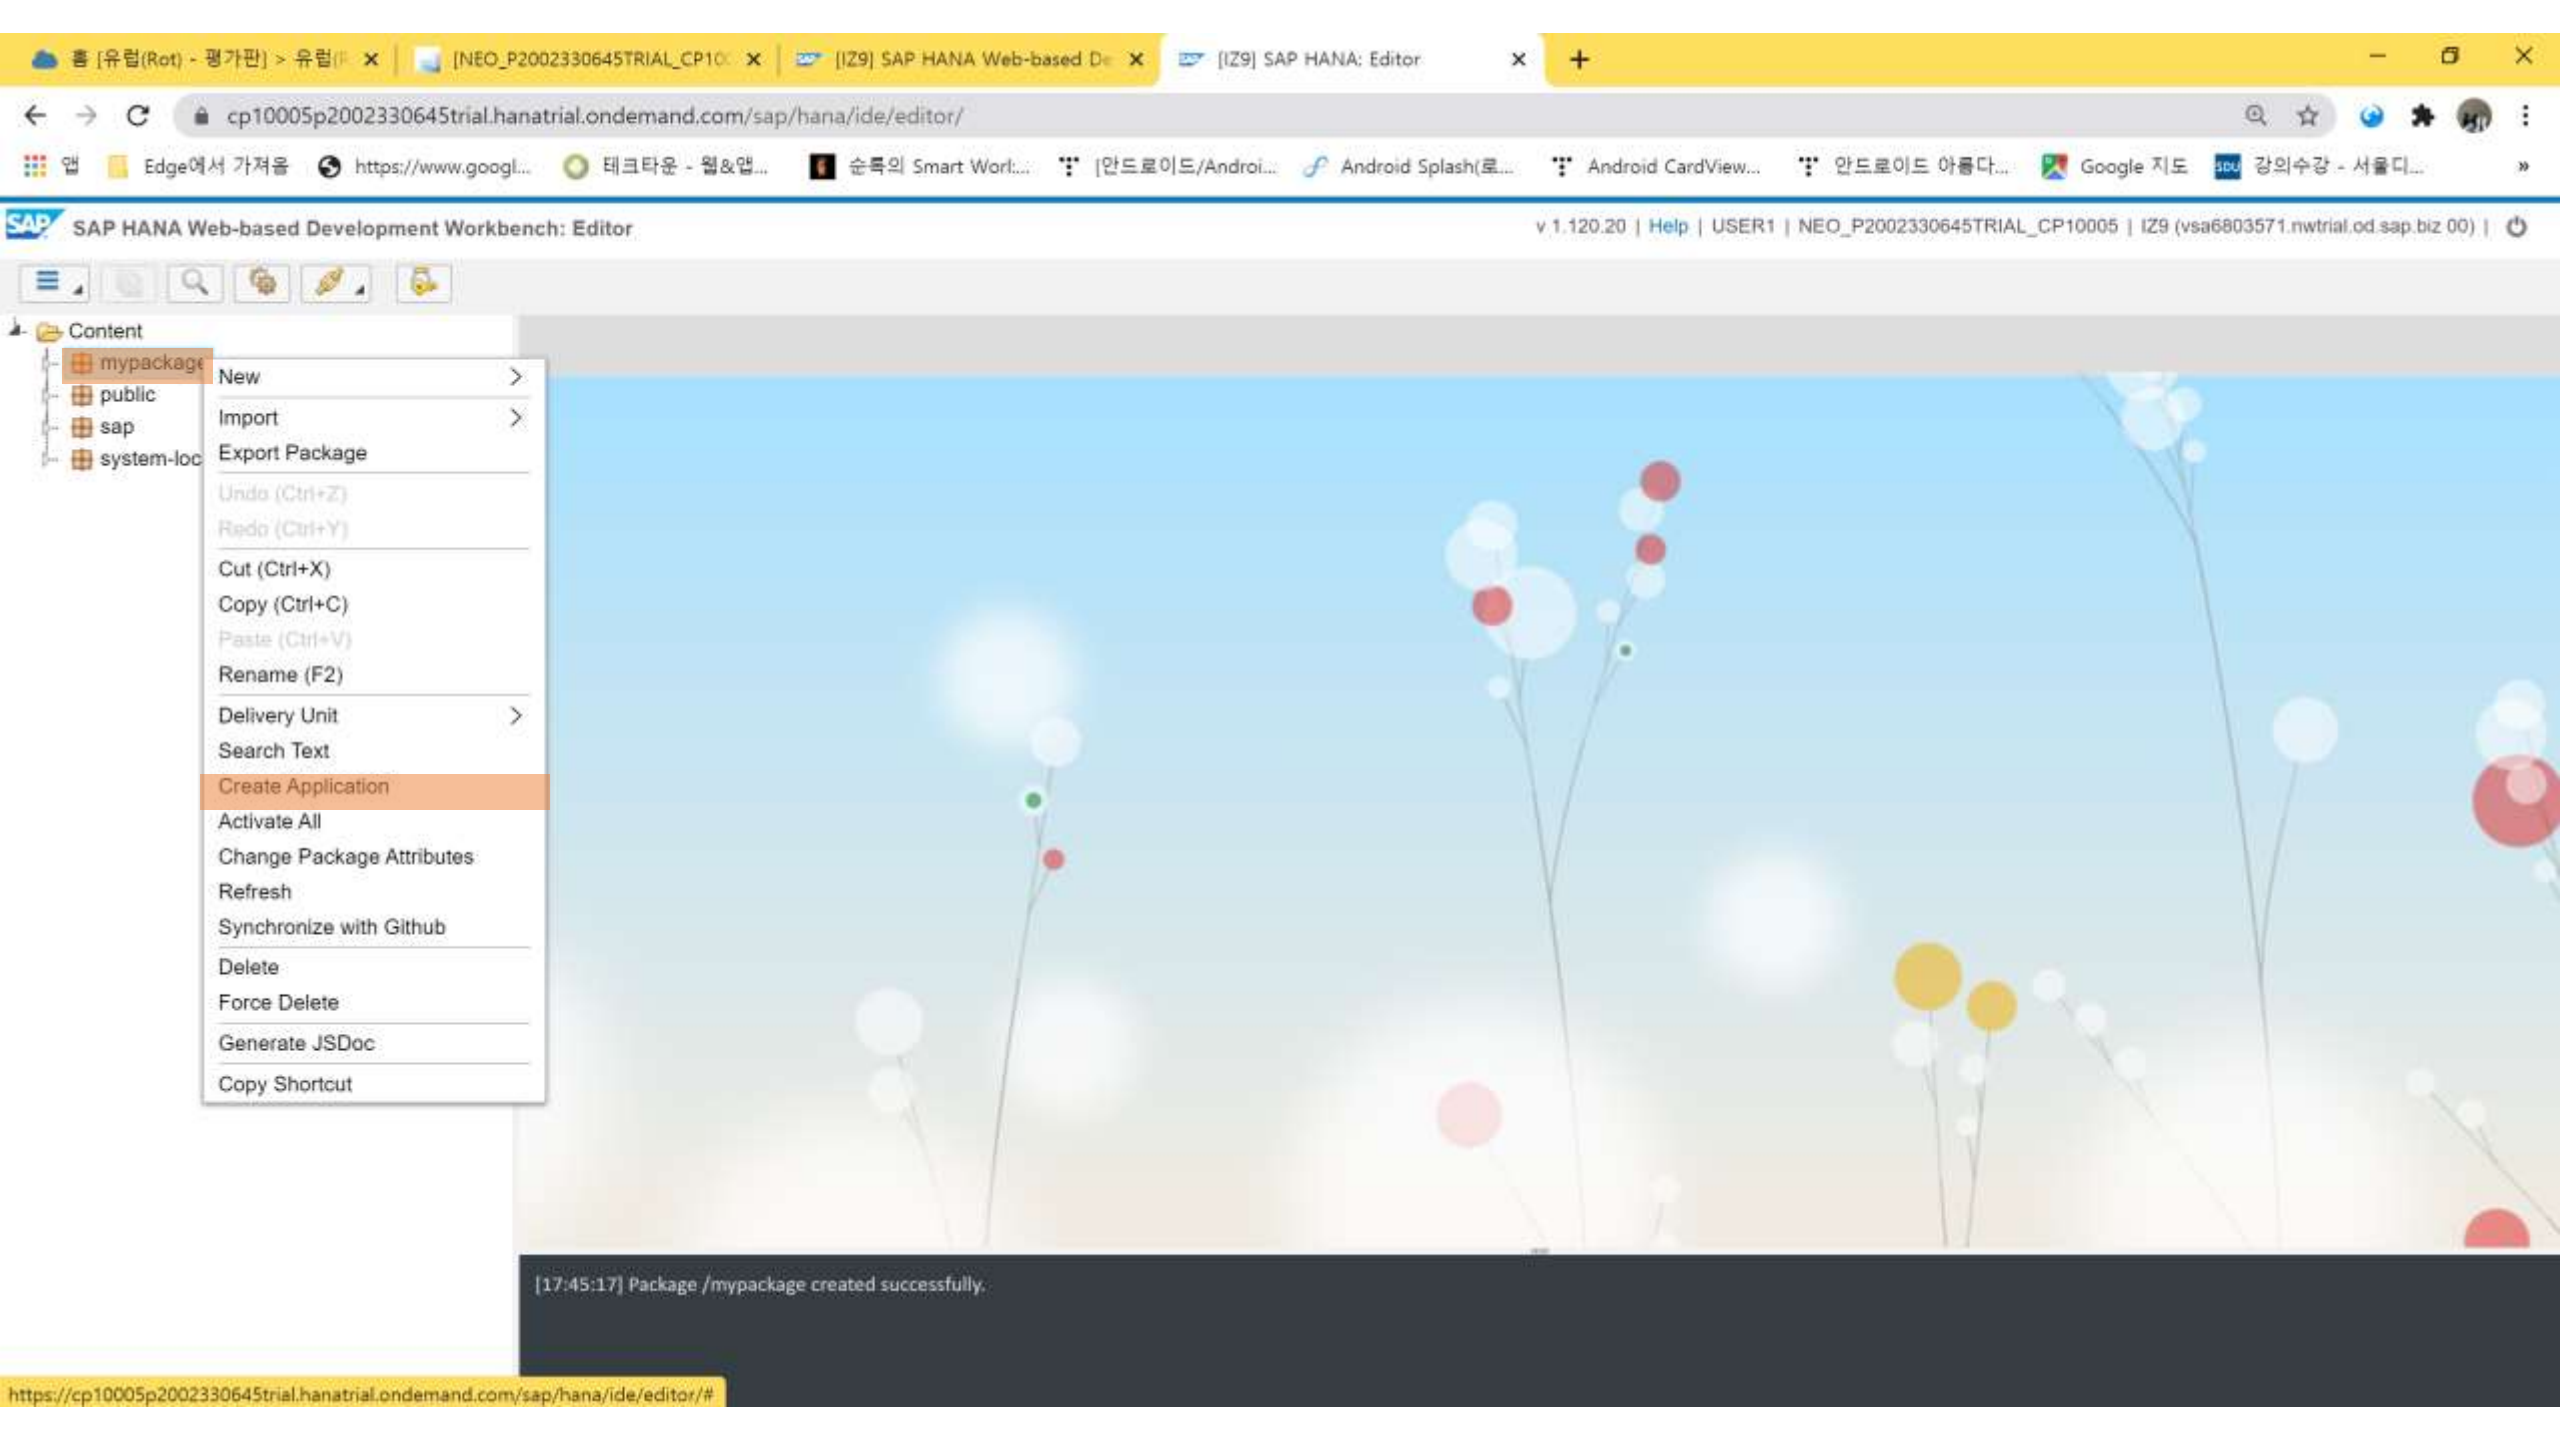 홈 [유럽(Rot) - 평가판] > 유럽(
[NEO_P2002330645TRIAL_CP10
[IZ9] SAP HANA Web-based De
[IZ9] SAP HANA: Editor
cp10005p2002330645trial.hanatrial.ondemand.com/sap/hana/ide/editor/
앱
Edge에서 가져옴
https://www.googl...
테크타운 - 웹&앱...
순록의 Smart Worl:...
[안드로이드/Androi...
Android Splash(로...
Android CardView...
안드로이드 아름다...
Google 지도
SDU
강의수강 - 서울디...
»
SAP
SAP HANA Web-based Development Workbench: Editor
v 1.120.20 | Help | USER1 | NEO_P2002330645TRIAL_CP10005 | IZ9 (vsa6803571.nwtrial.od.sap.biz 00) |
Content
mypackage
public
sap
system-loc
New
Import
Export Package
Undo (Ctrl+Z)
Redo (Ctrl+Y)
Cut (Ctrl+X)
Copy (Ctrl+C)
Paste (Ctrl+V)
Rename (F2)
Delivery Unit
Search Text
Create Application
Activate All
Change Package Attributes
Refresh
Synchronize with Github
Delete
Force Delete
Generate JSDoc
Copy Shortcut
[17:45:17] Package /mypackage created successfully.
https://cp10005p2002330645trial.hanatrial.ondemand.com/sap/hana/ide/editor/#